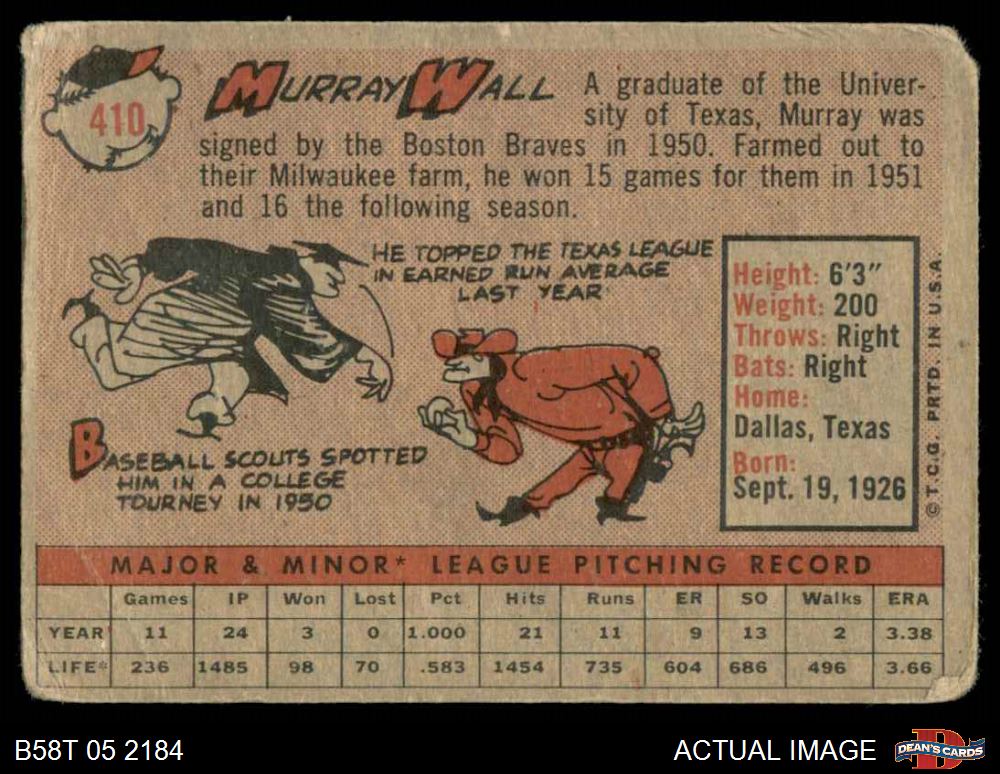 410
MURRAY WALL
A graduate of the Univer-
sity of Texas, Murray was
signed by the Boston Braves in 1950. Farmed out to
their Milwaukee farm, he won 15 games for them in 1951
and 16 the following season.
HE TOPPED THE TEXAS LEAGUE
IN EARNED RUN AVERAGE
LAST YEAR
BASEBALL SCOUTS SPOTTED
HIM IN A COLLEGE
TOURNEY IN 1950
Height: 6'3"
Weight: 200
Throws: Right
Bats: Right
Home:
Dallas, Texas
Born:
Sept. 19, 1926
© T.C.G. PRTD. IN U.S.A.
MAJOR & MINOR* LEAGUE PITCHING RECORD
Games IP Won Lost Pct Hits Runs ER SO Walks ERA
YEAR 11 24 3 0 1.000 21 11 9 13 2 3.38
LIFE* 236 1485 98 70 .583 1454 735 604 686 496 3.66
B58T 05 2184
ACTUAL IMAGE
D
DEAN'S CARDS